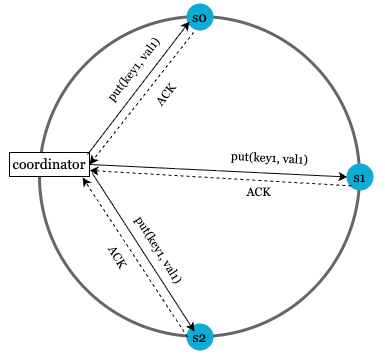 s0
put(key1, val1)
ACK
coordinator
put(key1, val1)
s1
ACK
put(key1, val1)
ACK
s2